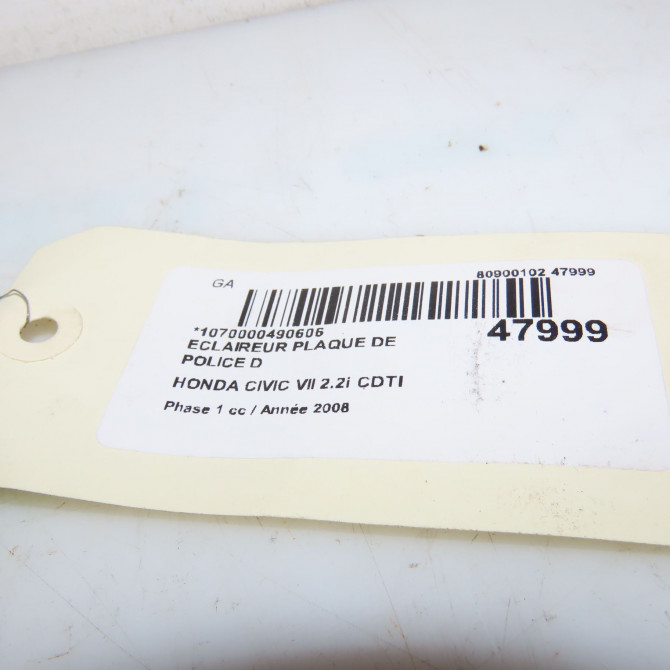 GA
80900102 47999
*1070000490606
47999
ECLAIREUR PLAQUE DE
POLICE D
HONDA CIVIC VII 2.2i CDTI
Phase 1 cc / Année 2008